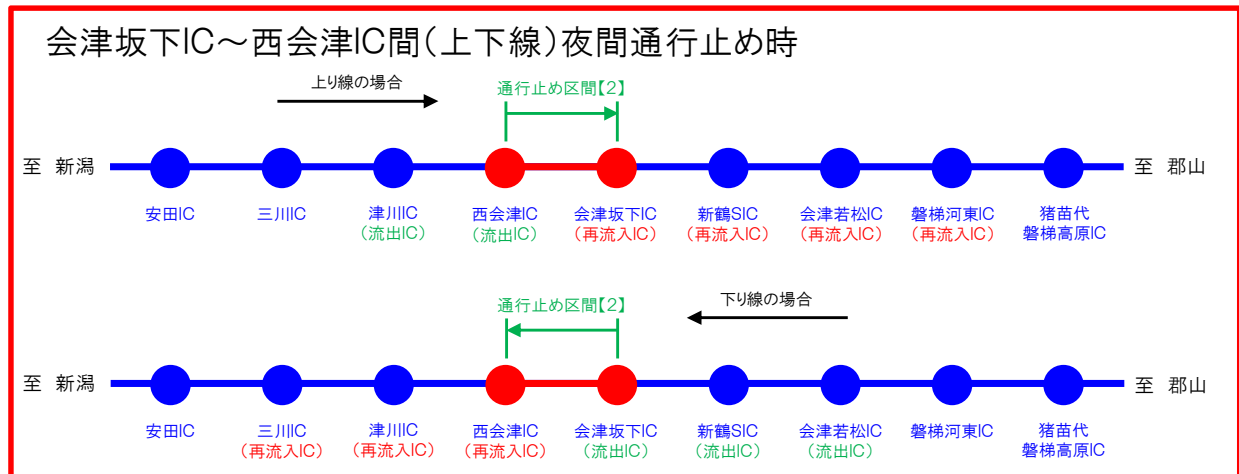 会津坂下IC～西会津IC間(上下線)夜間通行止め時
上り線の場合
通行止め区間【2】
至 新潟
至 郡山
安田IC
三川IC
津川IC
(流出IC)
西会津IC
(流出IC)
会津坂下IC
(再流入IC)
新鶴SIC
(再流入IC)
会津若松IC
(再流入IC)
磐梯河東IC
(再流入IC)
猪苗代
磐梯高原IC
通行止め区間【2】
下り線の場合
至 新潟
至 郡山
安田IC
三川IC
(再流入IC)
津川IC
(再流入IC)
西会津IC
(再流入IC)
会津坂下IC
(流出IC)
新鶴SIC
(流出IC)
会津若松IC
(流出IC)
磐梯河東IC
猪苗代
磐梯高原IC